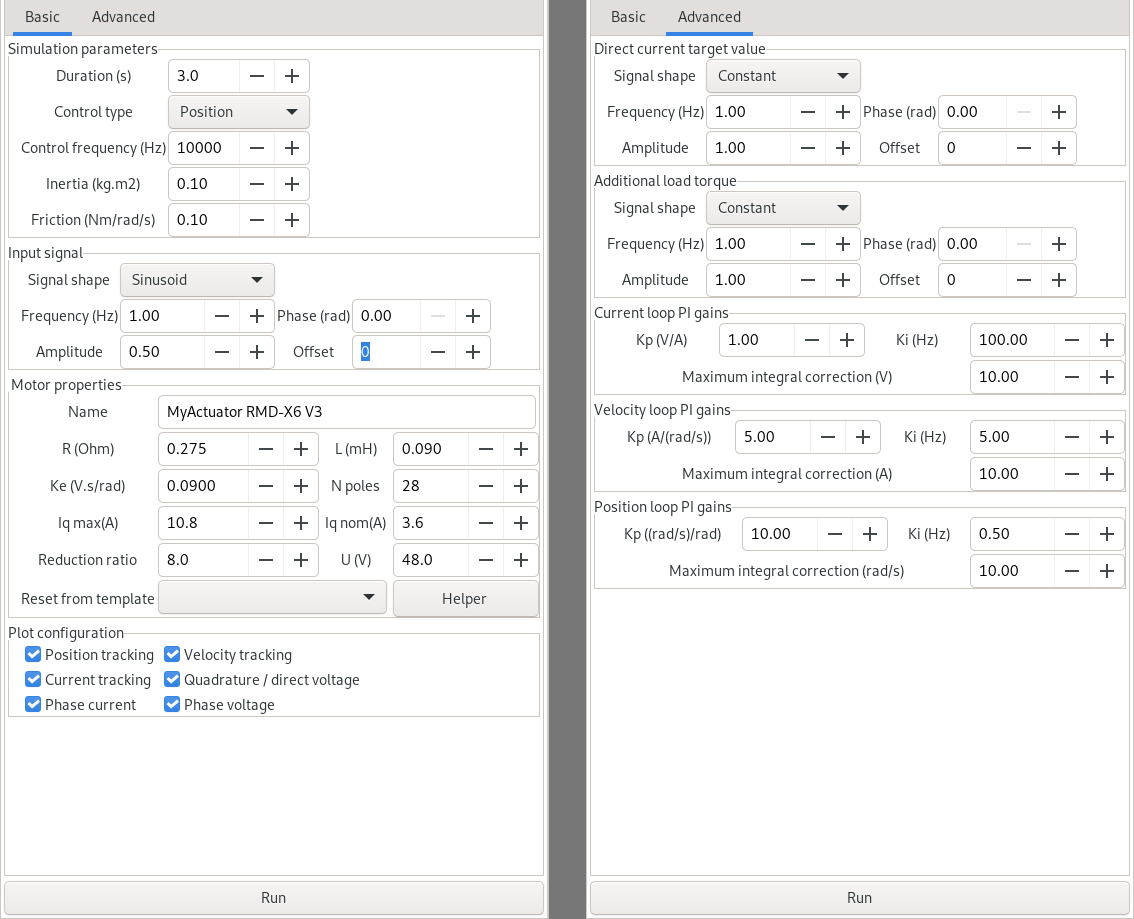 Basic Advanced
Simulation parameters
Duration (s) 3.0
Control type Position
Control frequency (Hz) 10000
Inertia (kg.m2) 0.10
Friction (Nm/rad/s) 0.10
Input signal
Signal shape Sinusoid
Frequency (Hz) 1.00 Phase (rad) 0.00
Amplitude 0.50 Offset 0
Motor properties
Name MyActuator RMD-X6 V3
R (Ohm) 0.275 L (mH) 0.090
Ke (V.s/rad) 0.0900 N poles 28
Iq max(A) 10.8 Iq nom(A) 3.6
Reduction ratio 8.0 U (V) 48.0
Reset from template Helper
Plot configuration
Position tracking Velocity tracking
Current tracking Quadrature / direct voltage
Phase current Phase voltage
Run
Basic Advanced
Direct current target value
Signal shape Constant
Frequency (Hz) 1.00 Phase (rad) 0.00
Amplitude 1.00 Offset 0
Additional load torque
Signal shape Constant
Frequency (Hz) 1.00 Phase (rad) 0.00
Amplitude 1.00 Offset 0
Current loop PI gains
Kp (V/A) 1.00 Ki (Hz) 100.00
Maximum integral correction (V) 10.00
Velocity loop PI gains
Kp (A/(rad/s)) 5.00 Ki (Hz) 5.00
Maximum integral correction (A) 10.00
Position loop PI gains
Kp ((rad/s)/rad) 10.00 Ki (Hz) 0.50
Maximum integral correction (rad/s) 10.00
Run